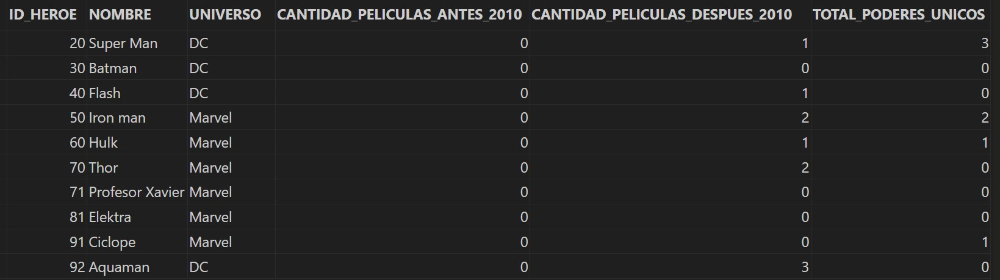 ID_HEROE NOMBRE UNIVERSO CANTIDAD_PELICULAS_ANTES_2010 CANTIDAD_PELICULAS_DESPUES_2010 TOTAL_PODERES_UNICOS
20 Super Man DC 0 1 3
30 Batman DC 0 0 0
40 Flash DC 0 1 0
50 Iron man Marvel 0 2 2
60 Hulk Marvel 0 1 1
70 Thor Marvel 0 2 0
71 Profesor Xavier Marvel 0 0 0
81 Elektra Marvel 0 0 0
91 Ciclope Marvel 0 0 1
92 Aquaman DC 0 3 0